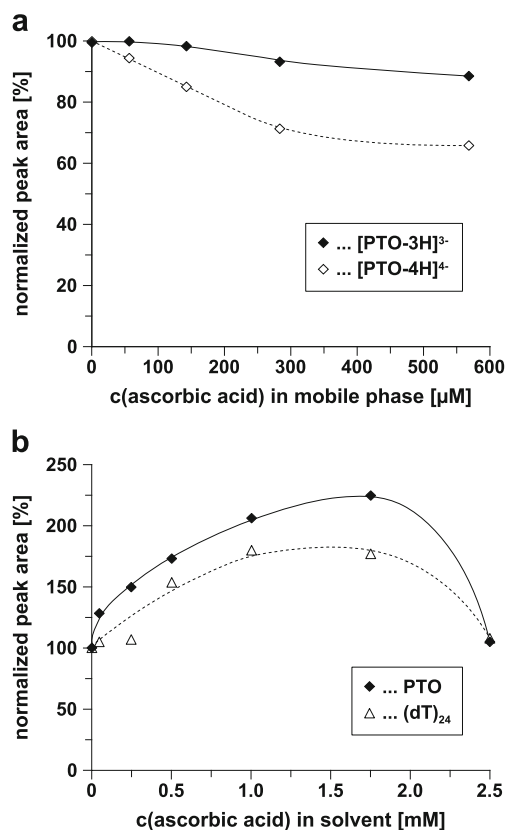 a
normalized peak area [%]
100
80
60
40
20
0
◆ ... [PTO-3H]³⁻
◇ ... [PTO-4H]⁴⁻
0 100 200 300 400 500 600
c(ascorbic acid) in mobile phase [µM]
b
normalized peak area [%]
250
200
150
100
50
0
◆ ... PTO
△ ... (dT)₂₄
0 0.5 1.0 1.5 2.0 2.5
c(ascorbic acid) in solvent [mM]